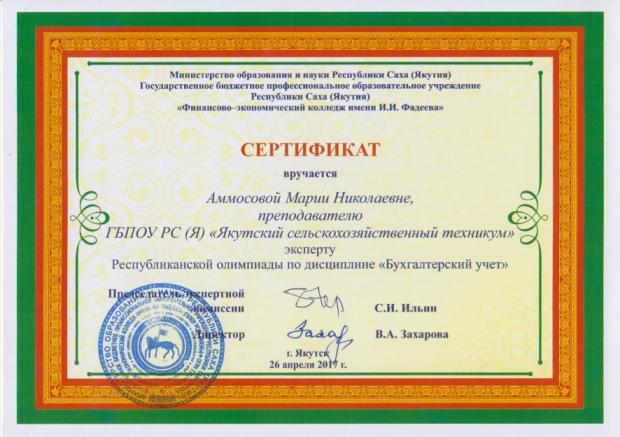 Министерство образования и науки Республики Саха (Якутия)
Государственное бюджетное профессиональное образовательное учреждение
Республики Саха (Якутия)
«Финансово–экономический колледж имени И.И. Фадеева»
СЕРТИФИКАТ
вручается
Аммосовой Марии Николаевне,
преподавателю
ГБПОУ РС (Я) «Якутский сельскохозяйственный техникум»
эксперту
Республиканской олимпиады по дисциплине «Бухгалтерский учет»
Председатель экспертной
комиссии С.И. Ильин
Директор В.А. Захарова
г. Якутск
26 апреля 2017 г.